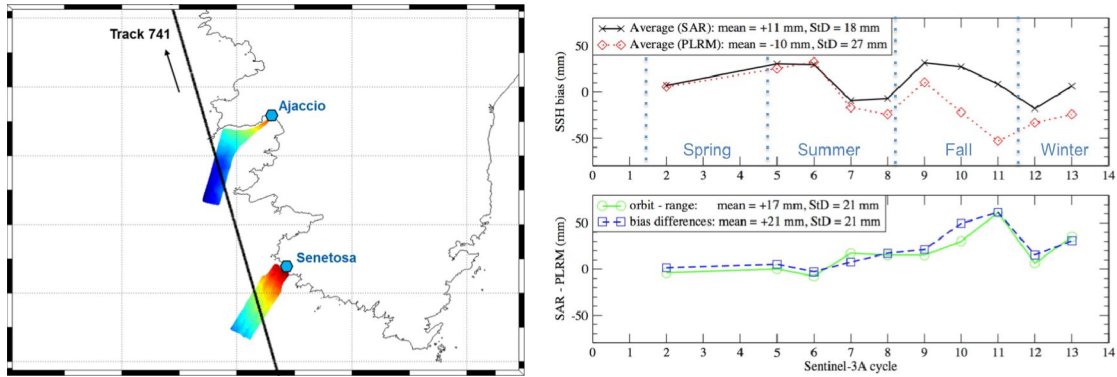 Track 741
Ajaccio
Senetosa
Average (SAR): mean = +11 mm, StD = 18 mm
Average (PLRM): mean = -10 mm, StD = 27 mm
SSH bias (mm)
50
0
-50
Spring
Summer
Fall
Winter
0 1 2 3 4 5 6 7 8 9 10 11 12 13 14
orbit - range: mean = +17 mm, StD = 21 mm
bias differences: mean = +21 mm, StD = 21 mm
SAR - PLRM (mm)
50
0
-50
0 1 2 3 4 5 6 7 8 9 10 11 12 13 14
Sentinel-3A cycle